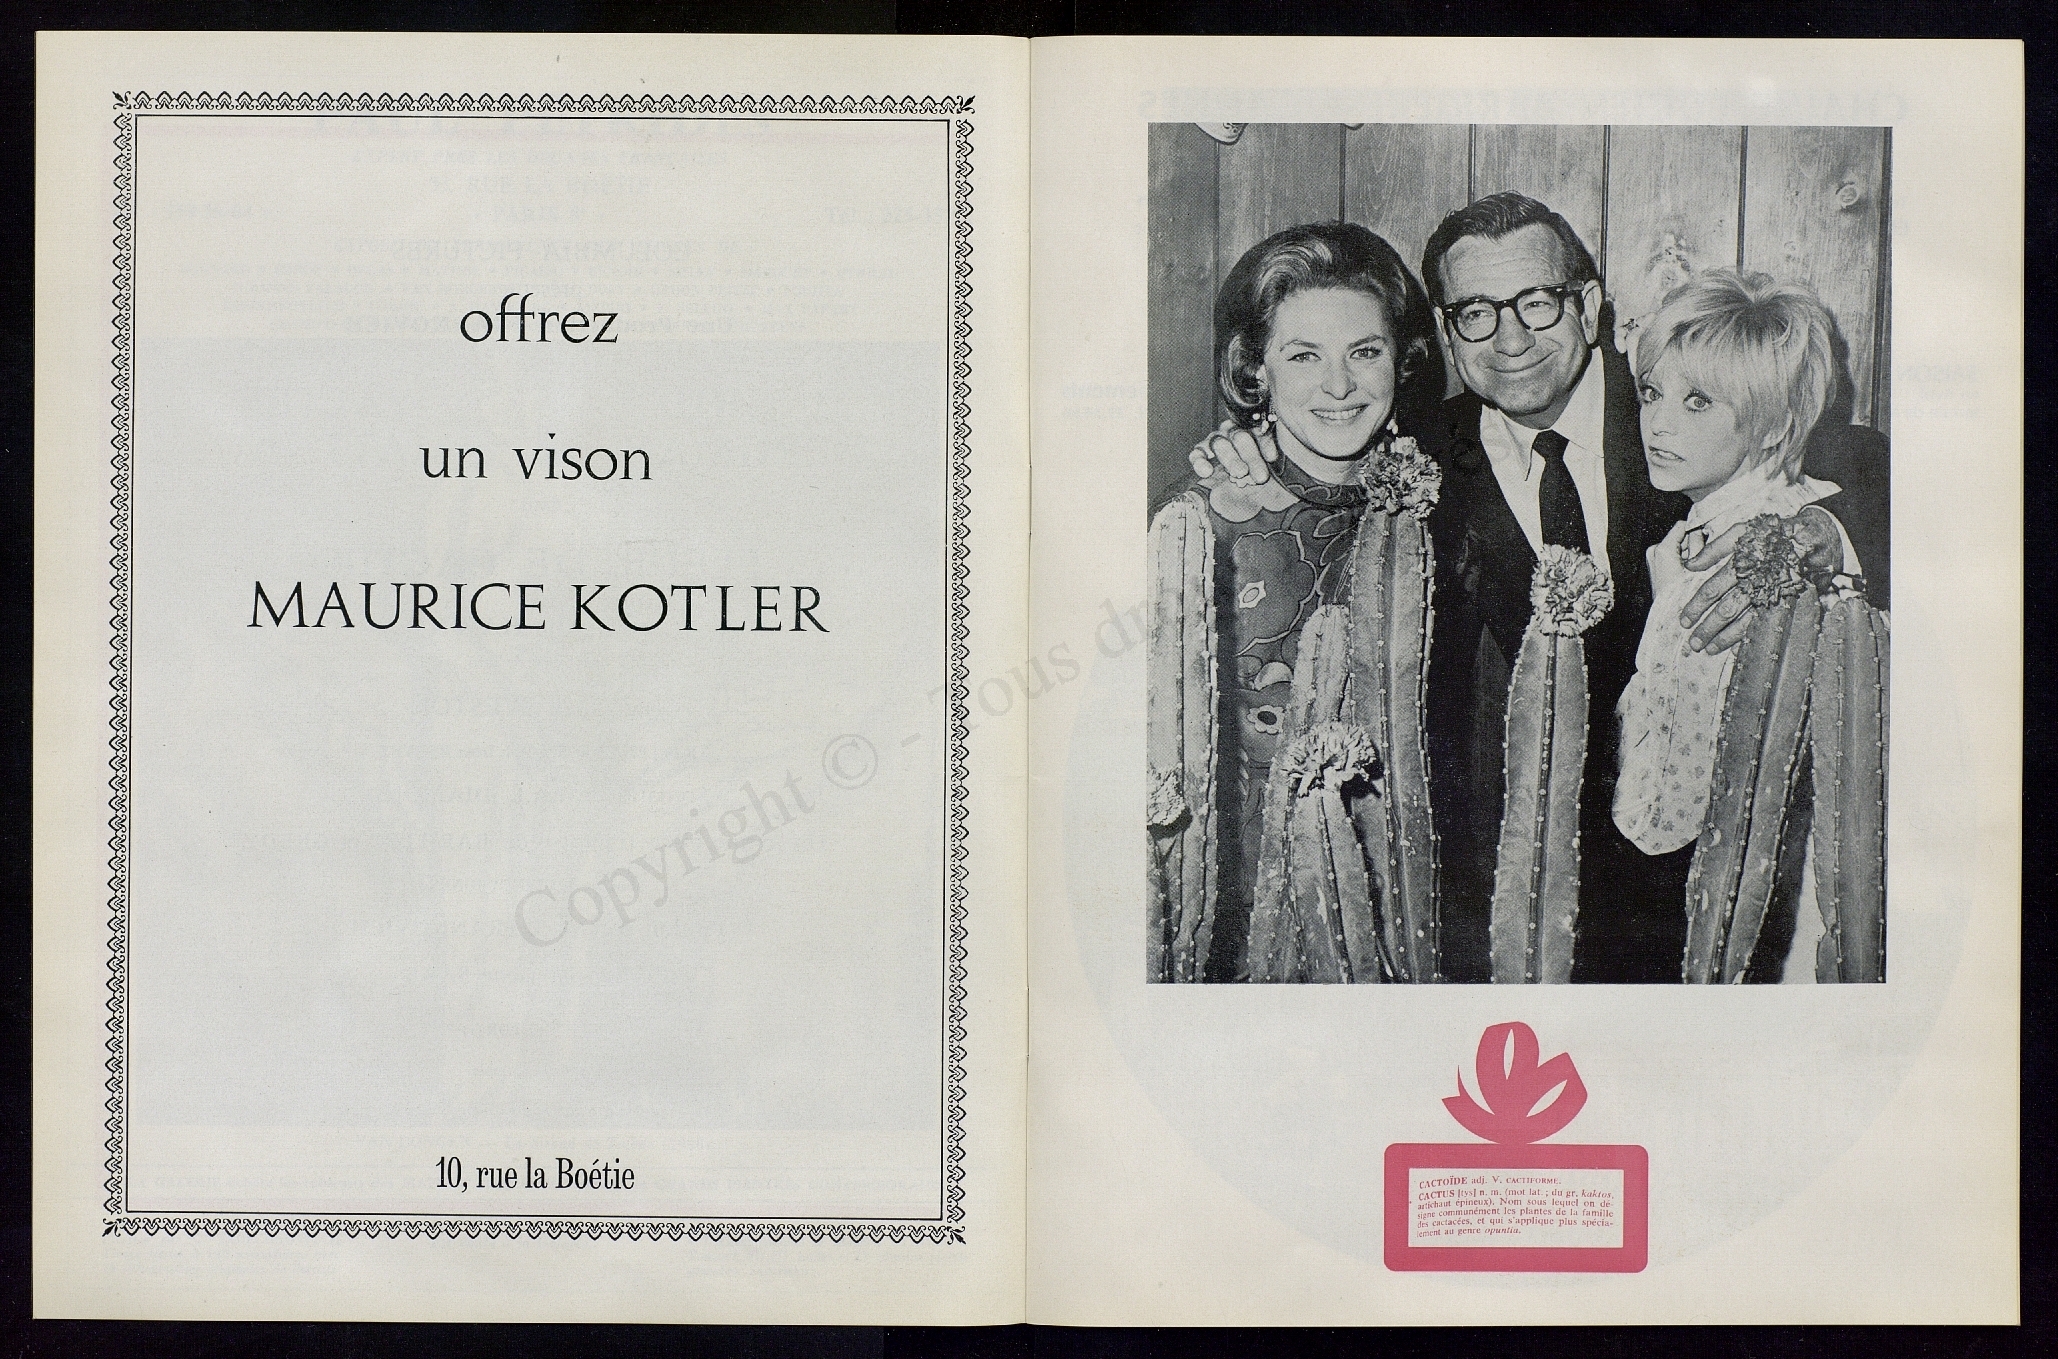 offrez
un vison
MAURICE KOTLER
10, rue la Boétie
Copyright © - Tous dro
CACTOÏDE adj. V. CACTIFORME.
CACTUS [tys] n. m. (mot lat.; du gr. kaktos,
artichaut épineux). Nom sous lequel on dé-
signe communément les plantes de la famille
des cactacées, et qui s'applique plus spécia-
lement au genre opuntia.